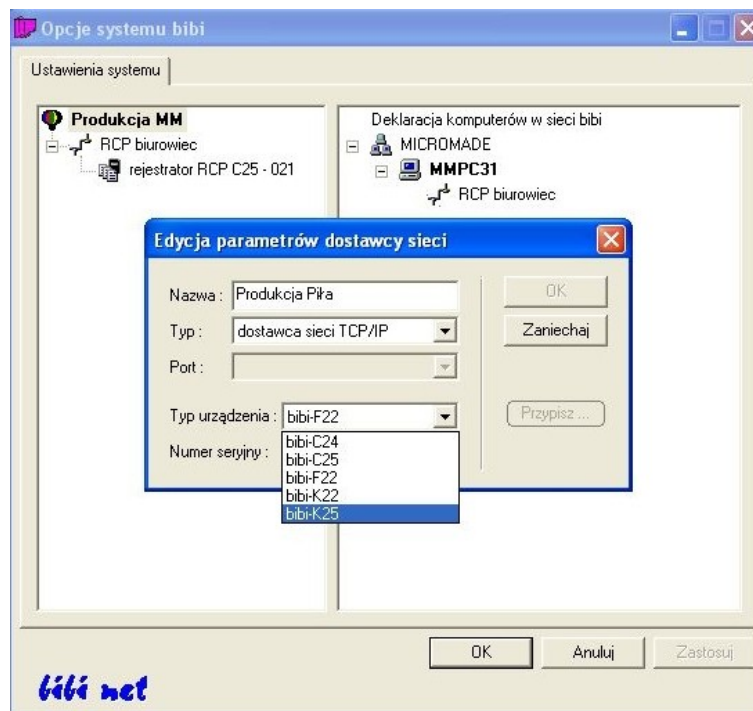 Opcje systemu bibi
Ustawienia systemu
Produkcja MM
RCP biurowiec
rejestrator RCP C25 - 021
Deklaracja komputerów w sieci bibi
MICROMADE
MMPC31
RCP biurowiec
Edycja parametrów dostawcy sieci
Nazwa : Produkcja Piła
Typ : dostawca sieci TCP/IP
Port :
Typ urządzenia : bibi-F22
Numer seryjny :
bibi-C24
bibi-C25
bibi-F22
bibi-K22
bibi-K25
OK
Zaniechaj
Przypisz ...
OK Anuluj Zastosuj
bibi net